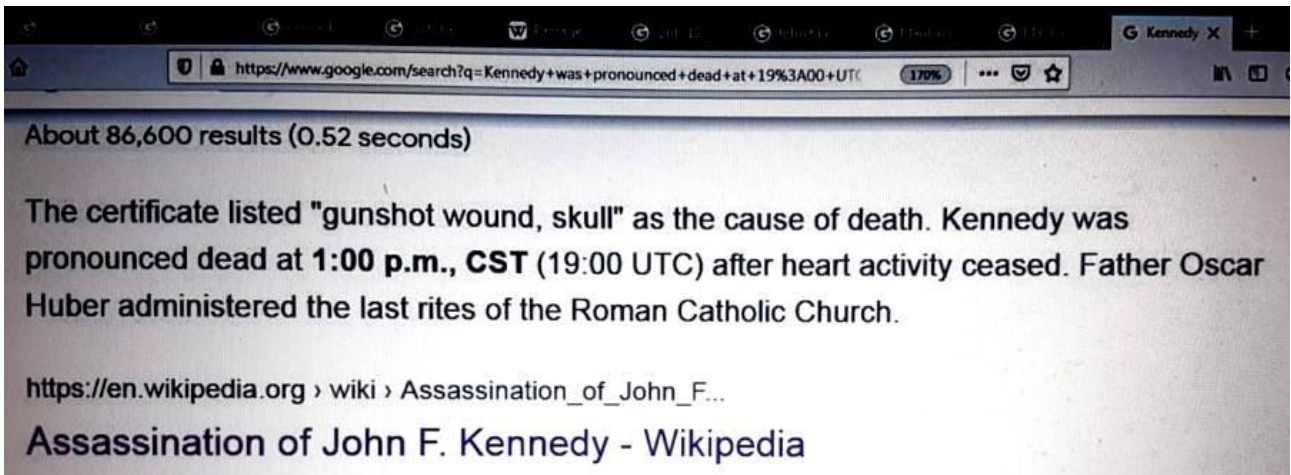 G Kennedy X +
https://www.google.com/search?q=Kennedy+was+pronounced+dead+at+19%3A00+UTC
170%
About 86,600 results (0.52 seconds)
The certificate listed "gunshot wound, skull" as the cause of death. Kennedy was
pronounced dead at 1:00 p.m., CST (19:00 UTC) after heart activity ceased. Father Oscar
Huber administered the last rites of the Roman Catholic Church.
https://en.wikipedia.org › wiki › Assassination_of_John_F...
Assassination of John F. Kennedy - Wikipedia